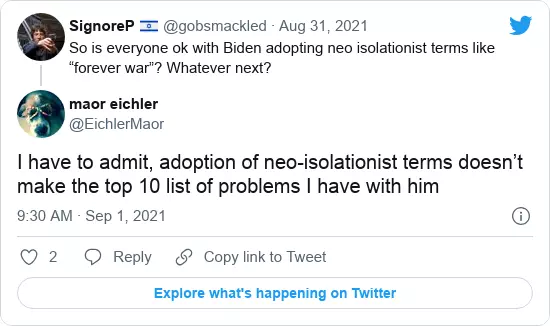 SignoreP 🇮🇱 @gobsmackled · Aug 31, 2021
So is everyone ok with Biden adopting neo isolationist terms like
“forever war”? Whatever next?
maor eichler
@EichlerMaor
I have to admit, adoption of neo-isolationist terms doesn’t
make the top 10 list of problems I have with him
9:30 AM · Sep 1, 2021
2 Reply Copy link to Tweet
Explore what's happening on Twitter